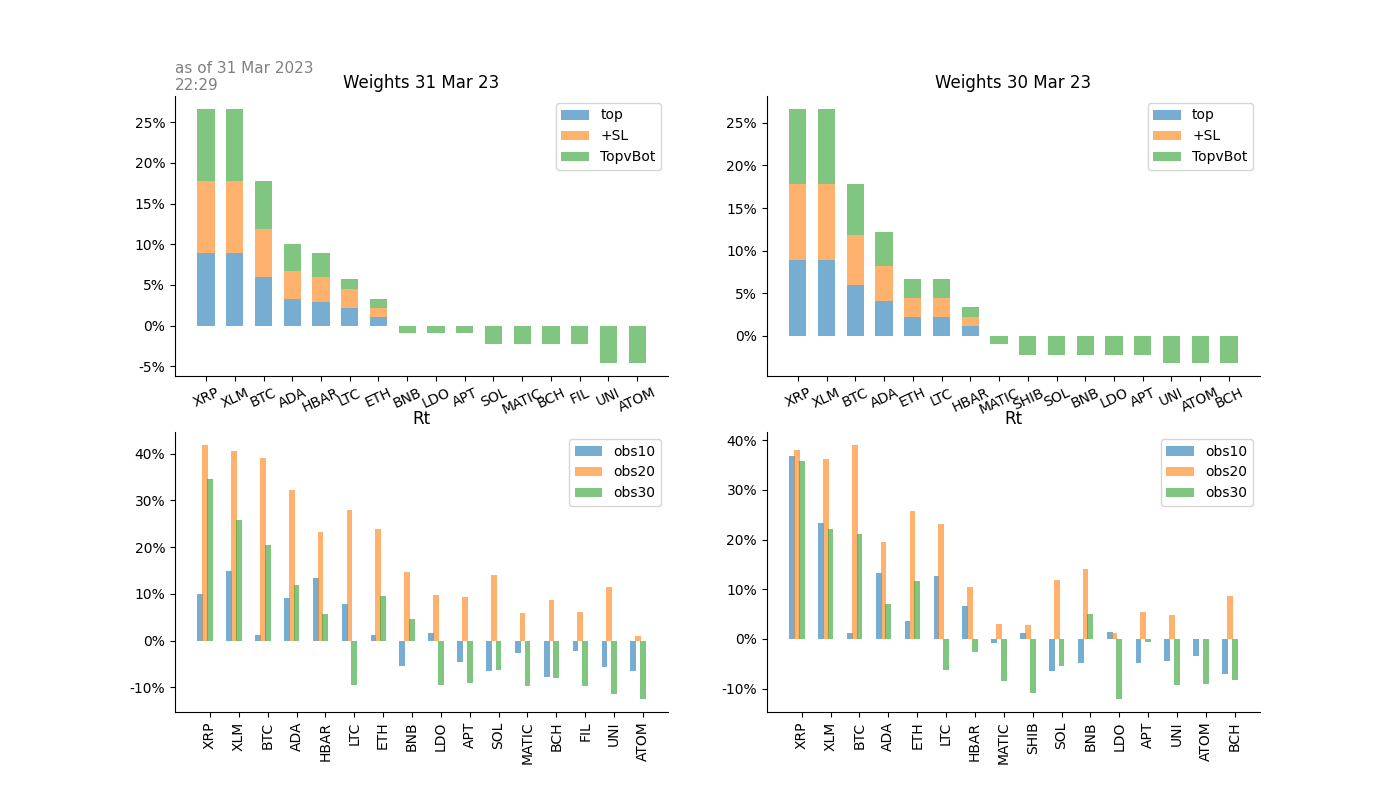 as of 31 Mar 2023
22:29
Weights 31 Mar 23
25%
20%
15%
10%
5%
0%
-5%
top
+SL
TopvBot
XRP XLM BTC ADA HBAR LTC ETH BNB LDO APT SOL MATIC BCH FIL UNI ATOM
Weights 30 Mar 23
25%
20%
15%
10%
5%
0%
top
+SL
TopvBot
XRP XLM BTC ADA ETH LTC HBAR MATIC SHIB SOL BNB LDO APT UNI ATOM BCH
Rt
40%
30%
20%
10%
0%
-10%
obs10
obs20
obs30
XRP XLM BTC ADA HBAR LTC ETH BNB LDO APT SOL MATIC BCH FIL UNI ATOM
Rt
40%
30%
20%
10%
0%
-10%
obs10
obs20
obs30
XRP XLM BTC ADA ETH LTC HBAR MATIC SHIB SOL BNB LDO APT UNI ATOM BCH